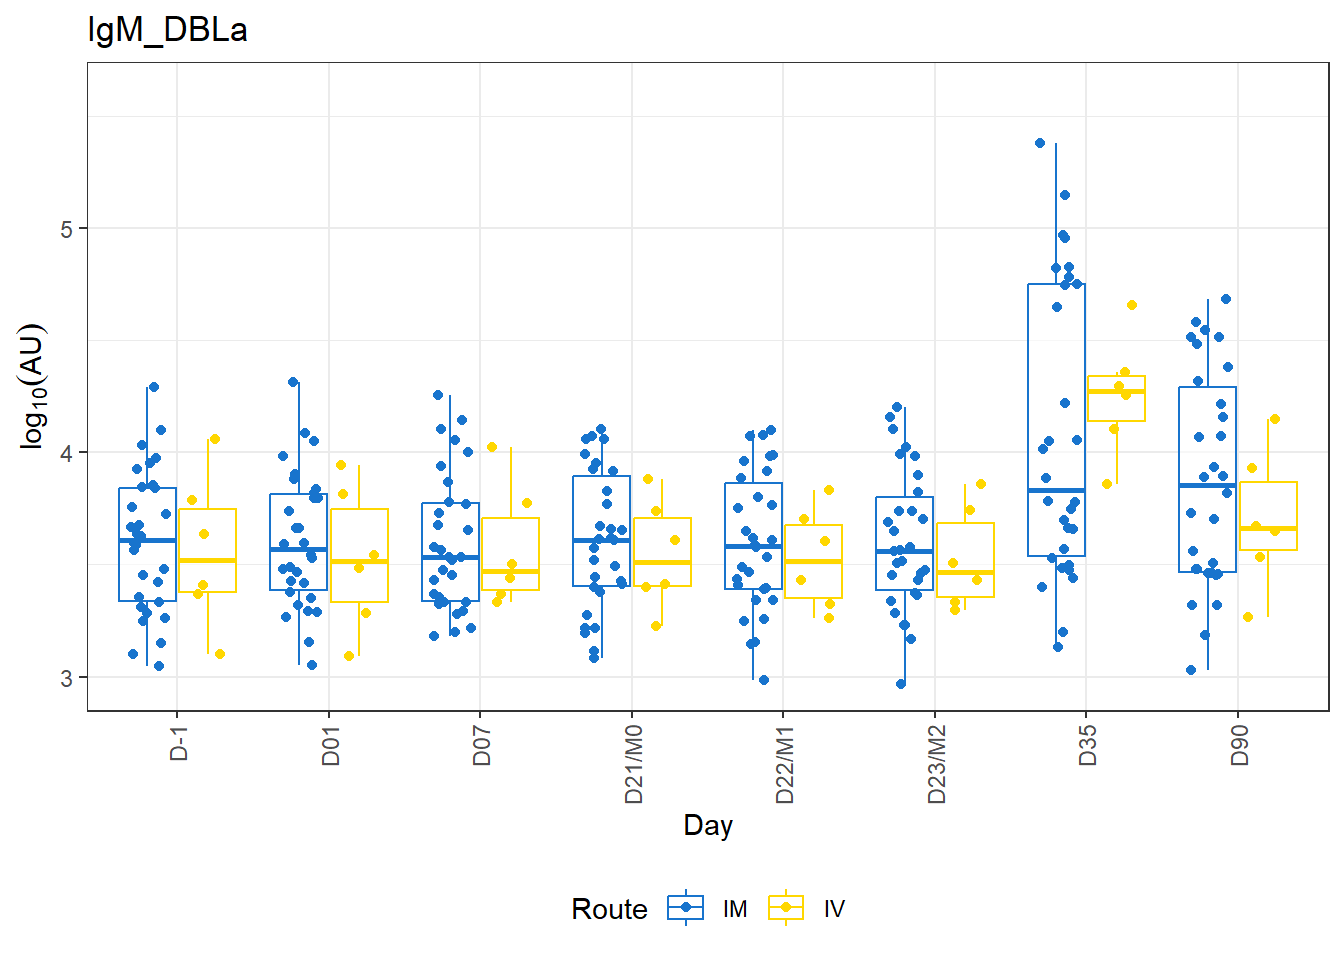 IgM_DBLa
log₁₀(AU)
5
4
3
D-1
D01
D07
D21/M0
D22/M1
D23/M2
D35
D90
Day
Route IM IV